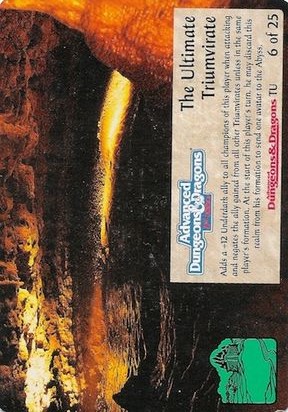 The Ultimate
Triumvirate
Advanced
Dungeons & Dragons
Adds a +12 Underdark ally to all champions of this player when attacking
and negates the ally gained from all other Triumvirates unless in the same
player's formation. At the start of this player's turn, he may discard this
realm from his formation to send one avatar to the Abyss.
Advanced
Dungeons & Dragons TU
6 of 25